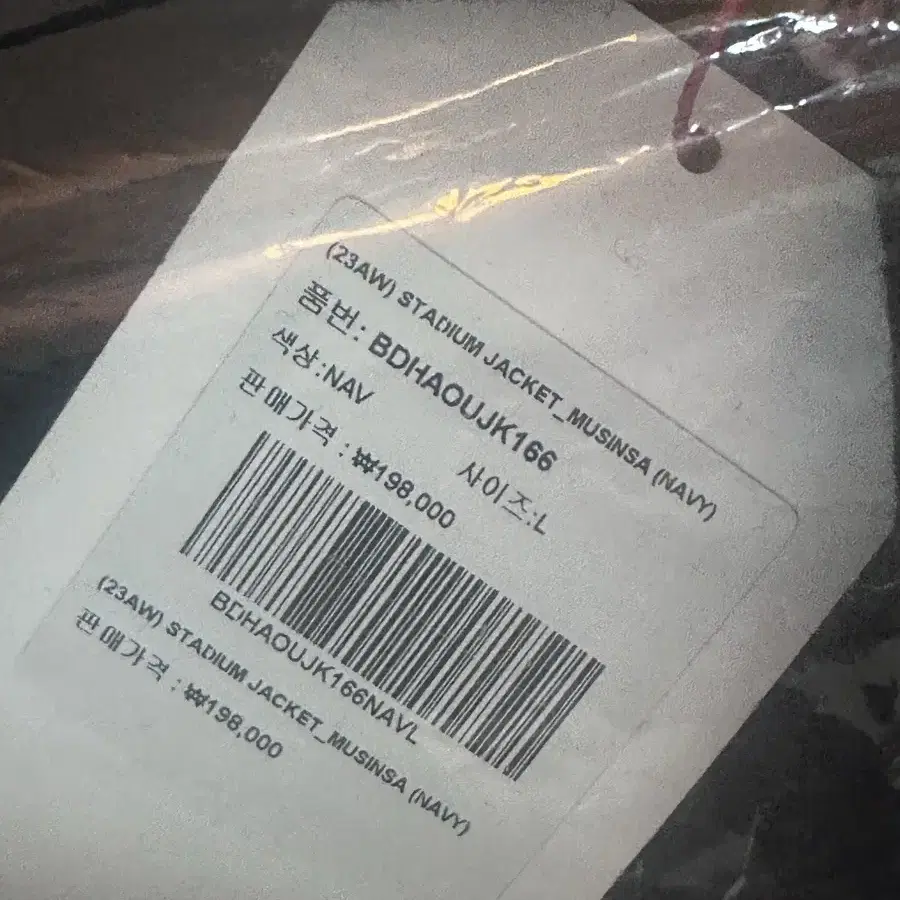 (23AW) STADIUM JACKET_MUSINSA (NAVY)
품번: BDHAOUJK166
색상:NAV 사이즈:L
판매가격 : ₩198,000
BDHAOUJK166NAVL
(23AW) STADIUM JACKET_MUSINSA (NAVY)
판매가격 : ₩198,000